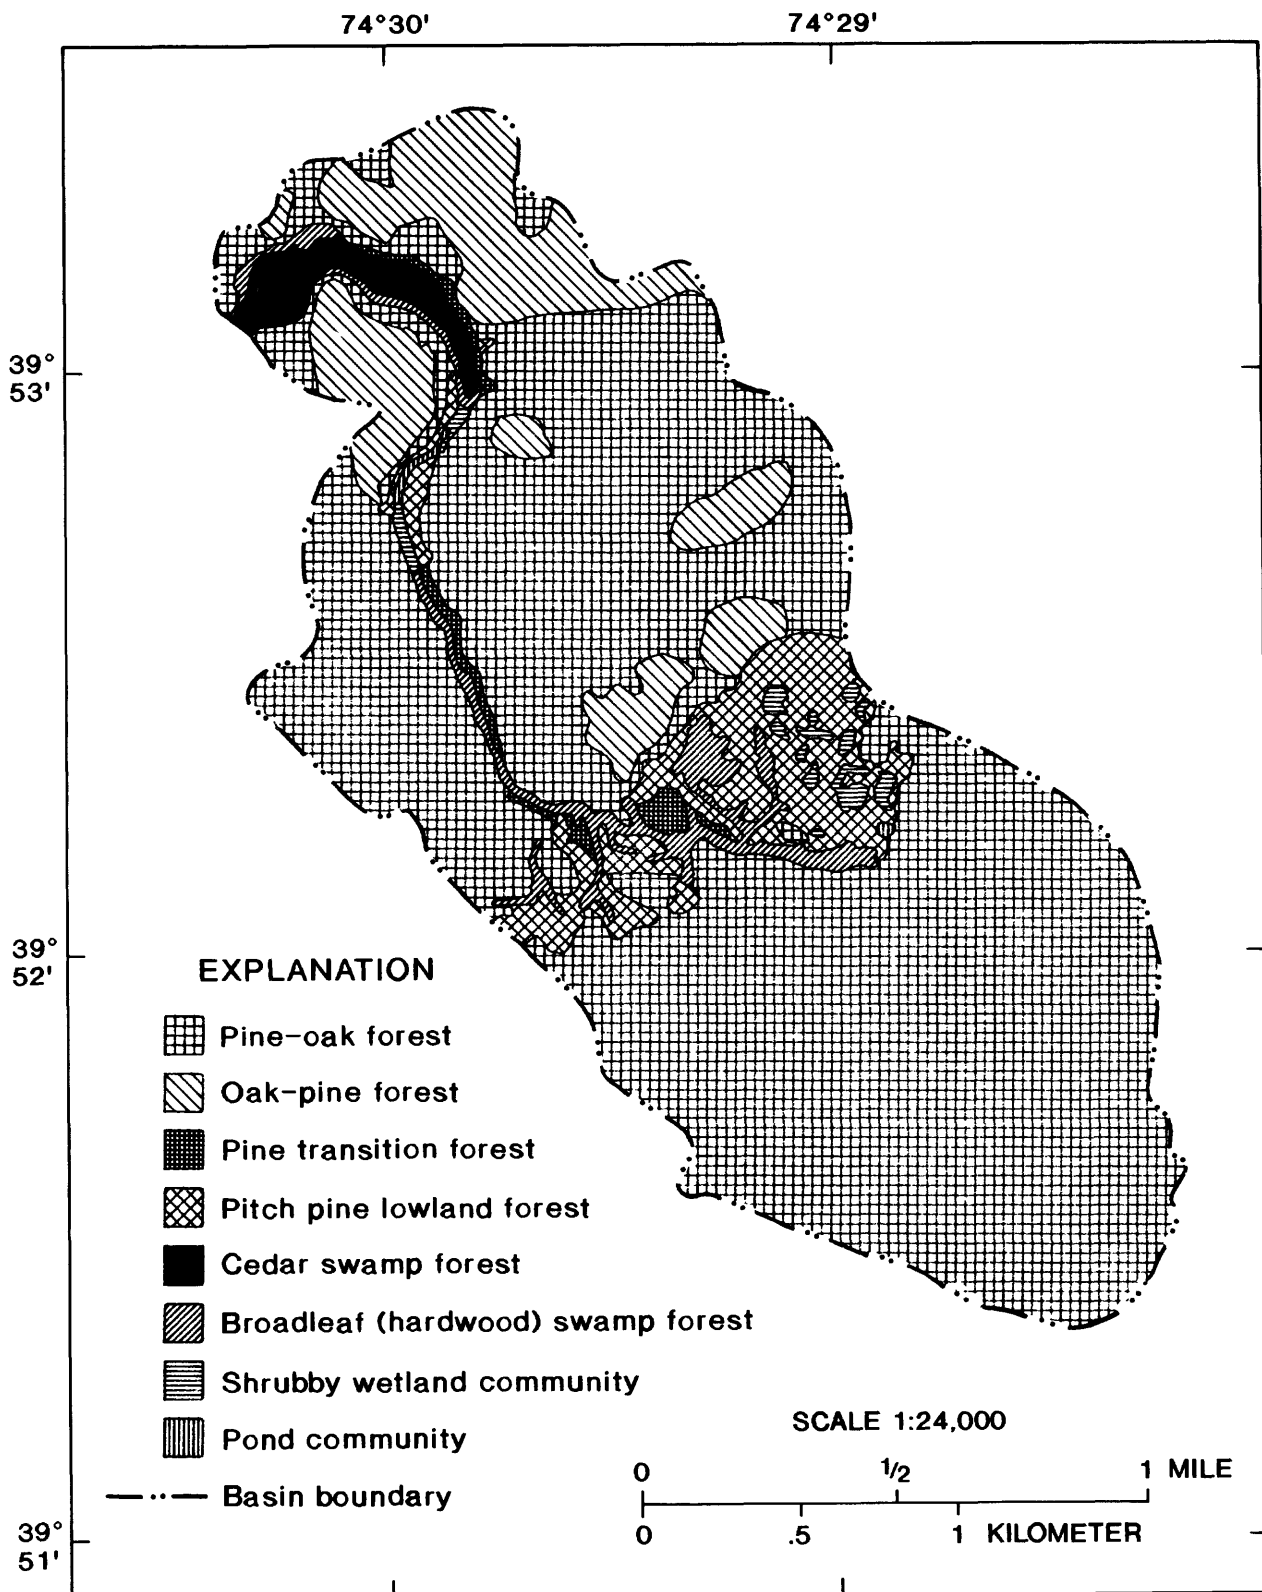 74°30' 74°29'
39°
53'
39°
52'
EXPLANATION
Pine-oak forest
Oak-pine forest
Pine transition forest
Pitch pine lowland forest
Cedar swamp forest
Broadleaf (hardwood) swamp forest
Shrubby wetland community
Pond community
Basin boundary
SCALE 1:24,000
0 1/2 1 MILE
0 .5 1 KILOMETER
39°
51'